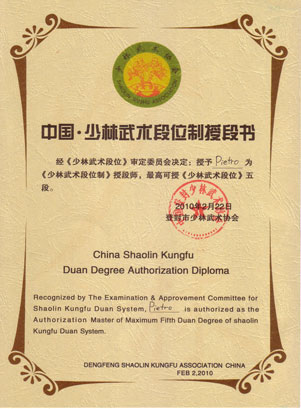 中国·少林武术段位制授段书
经《少林武术段位》审定委员会决定：授予 Pietro 为
《少林武术段位制》授段师，最高可授《少林武术段位》五
段。
2010年2月22日
登封市少林武术协会
China Shaolin Kungfu
Duan Degree Authorization Diploma
Recognized by The Examination & Approvement Committee for
Shaolin Kungfu Duan System, Pietro is authorized as the
Authorization Master of Maximum Fifth Duan Degree of shaolin
Kungfu Duan System.
DENGFENG SHAOLIN KUNGFU ASSOCIATION CHINA
FEB 2,2010